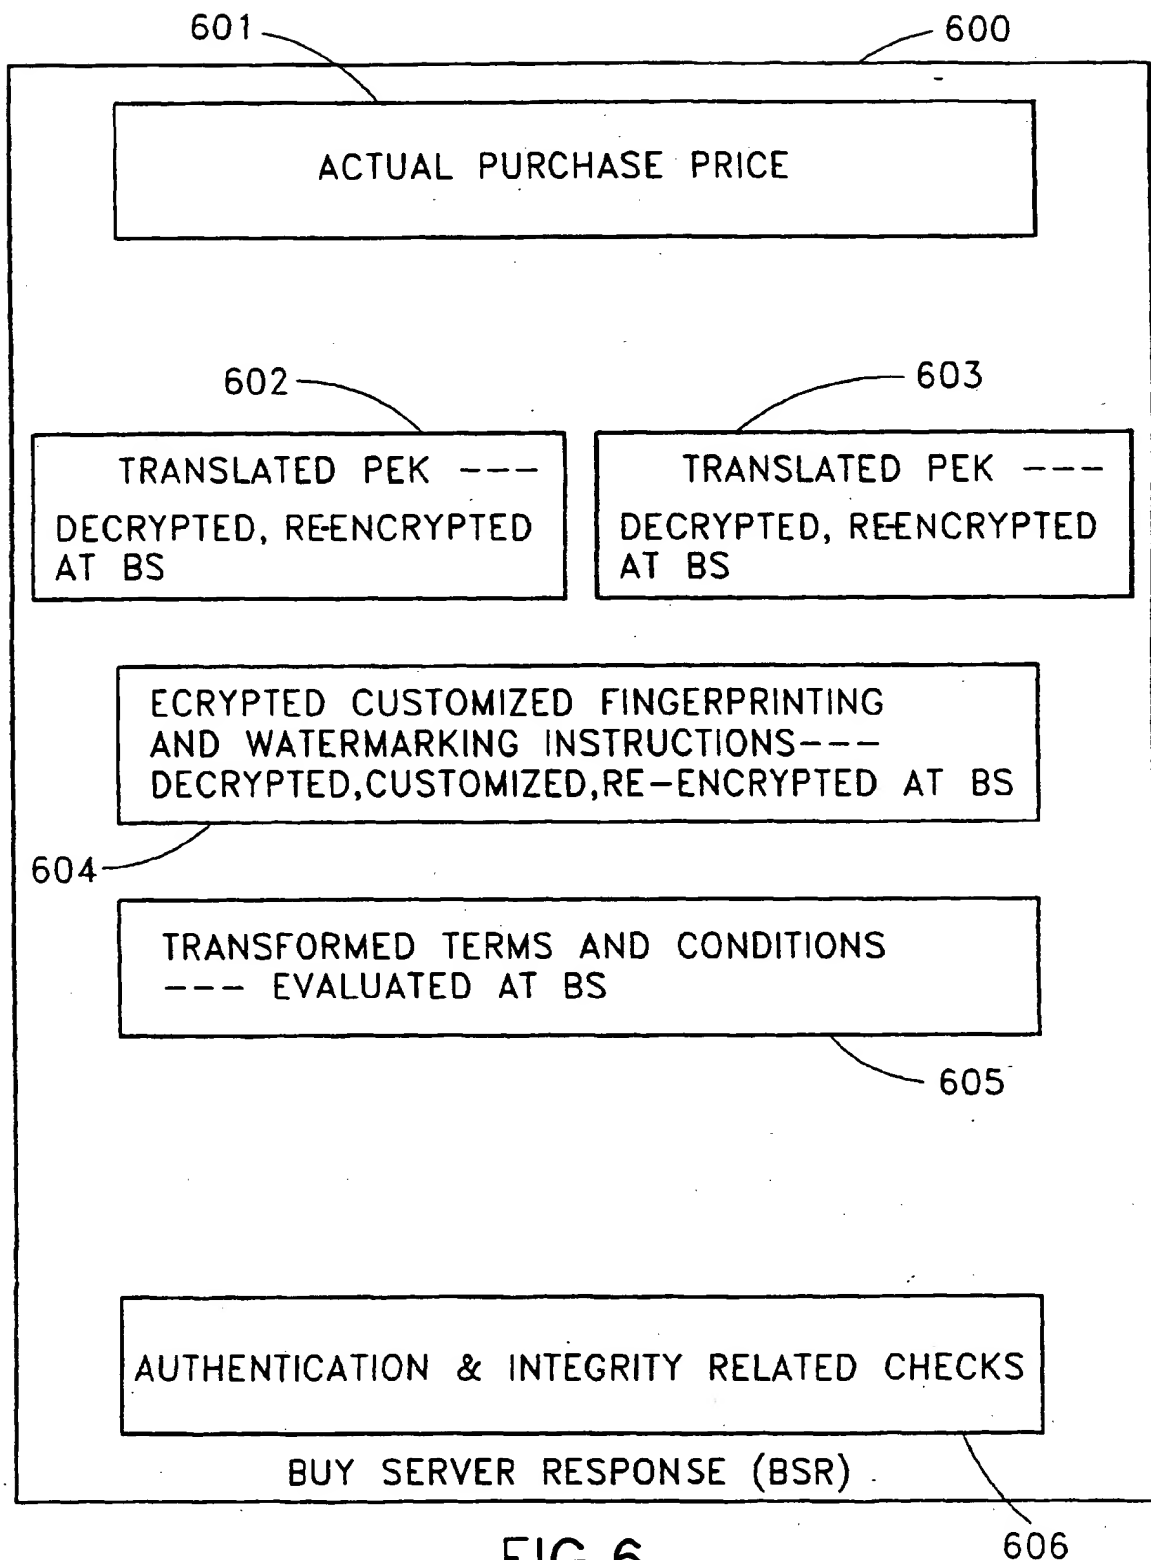 601
600
ACTUAL PURCHASE PRICE
602
603
TRANSLATED PEK ---
DECRYPTED, RE-ENCRYPTED
AT BS
TRANSLATED PEK ---
DECRYPTED, RE-ENCRYPTED
AT BS
ECRYPTED CUSTOMIZED FINGERPRINTING
AND WATERMARKING INSTRUCTIONS---
DECRYPTED,CUSTOMIZED,RE-ENCRYPTED AT BS
604
TRANSFORMED TERMS AND CONDITIONS
--- EVALUATED AT BS
605
AUTHENTICATION & INTEGRITY RELATED CHECKS
BUY SERVER RESPONSE (BSR)
606
FIG.6